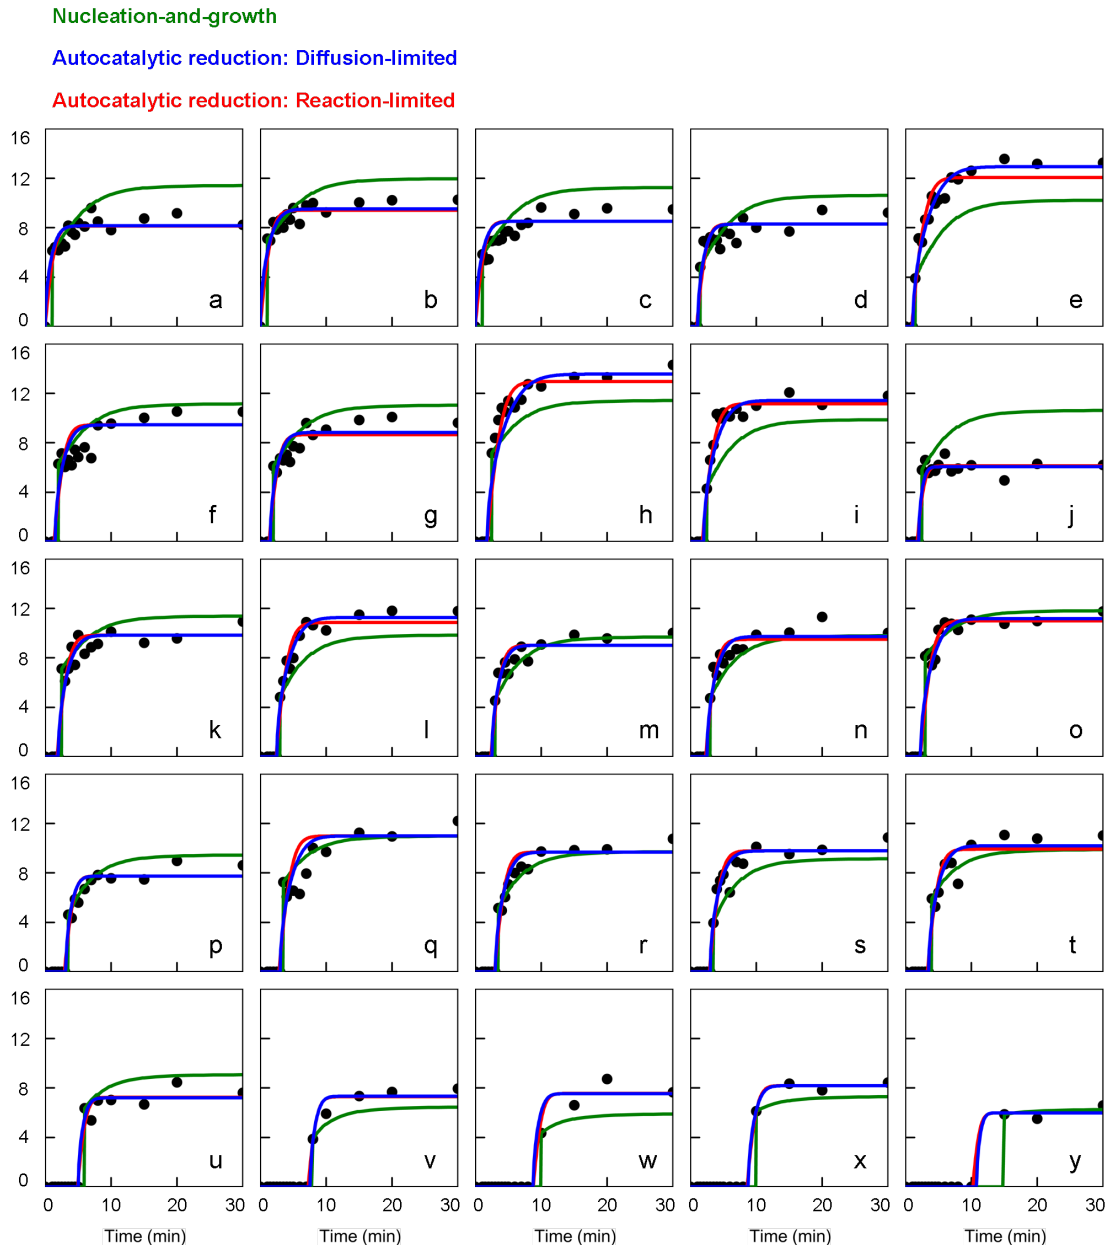 Nucleation-and-growth
Autocatalytic reduction: Diffusion-limited
Autocatalytic reduction: Reaction-limited
16
12
8
4
0
a
b
c
d
e
16
12
8
4
0
f
g
h
i
j
16
12
8
4
0
k
l
m
n
o
16
12
8
4
0
p
q
r
s
t
16
12
8
4
0
u
v
w
x
y
0 10 20 30 0 10 20 30 0 10 20 30 0 10 20 30 0 10 20 30
Time (min) Time (min) Time (min) Time (min) Time (min)